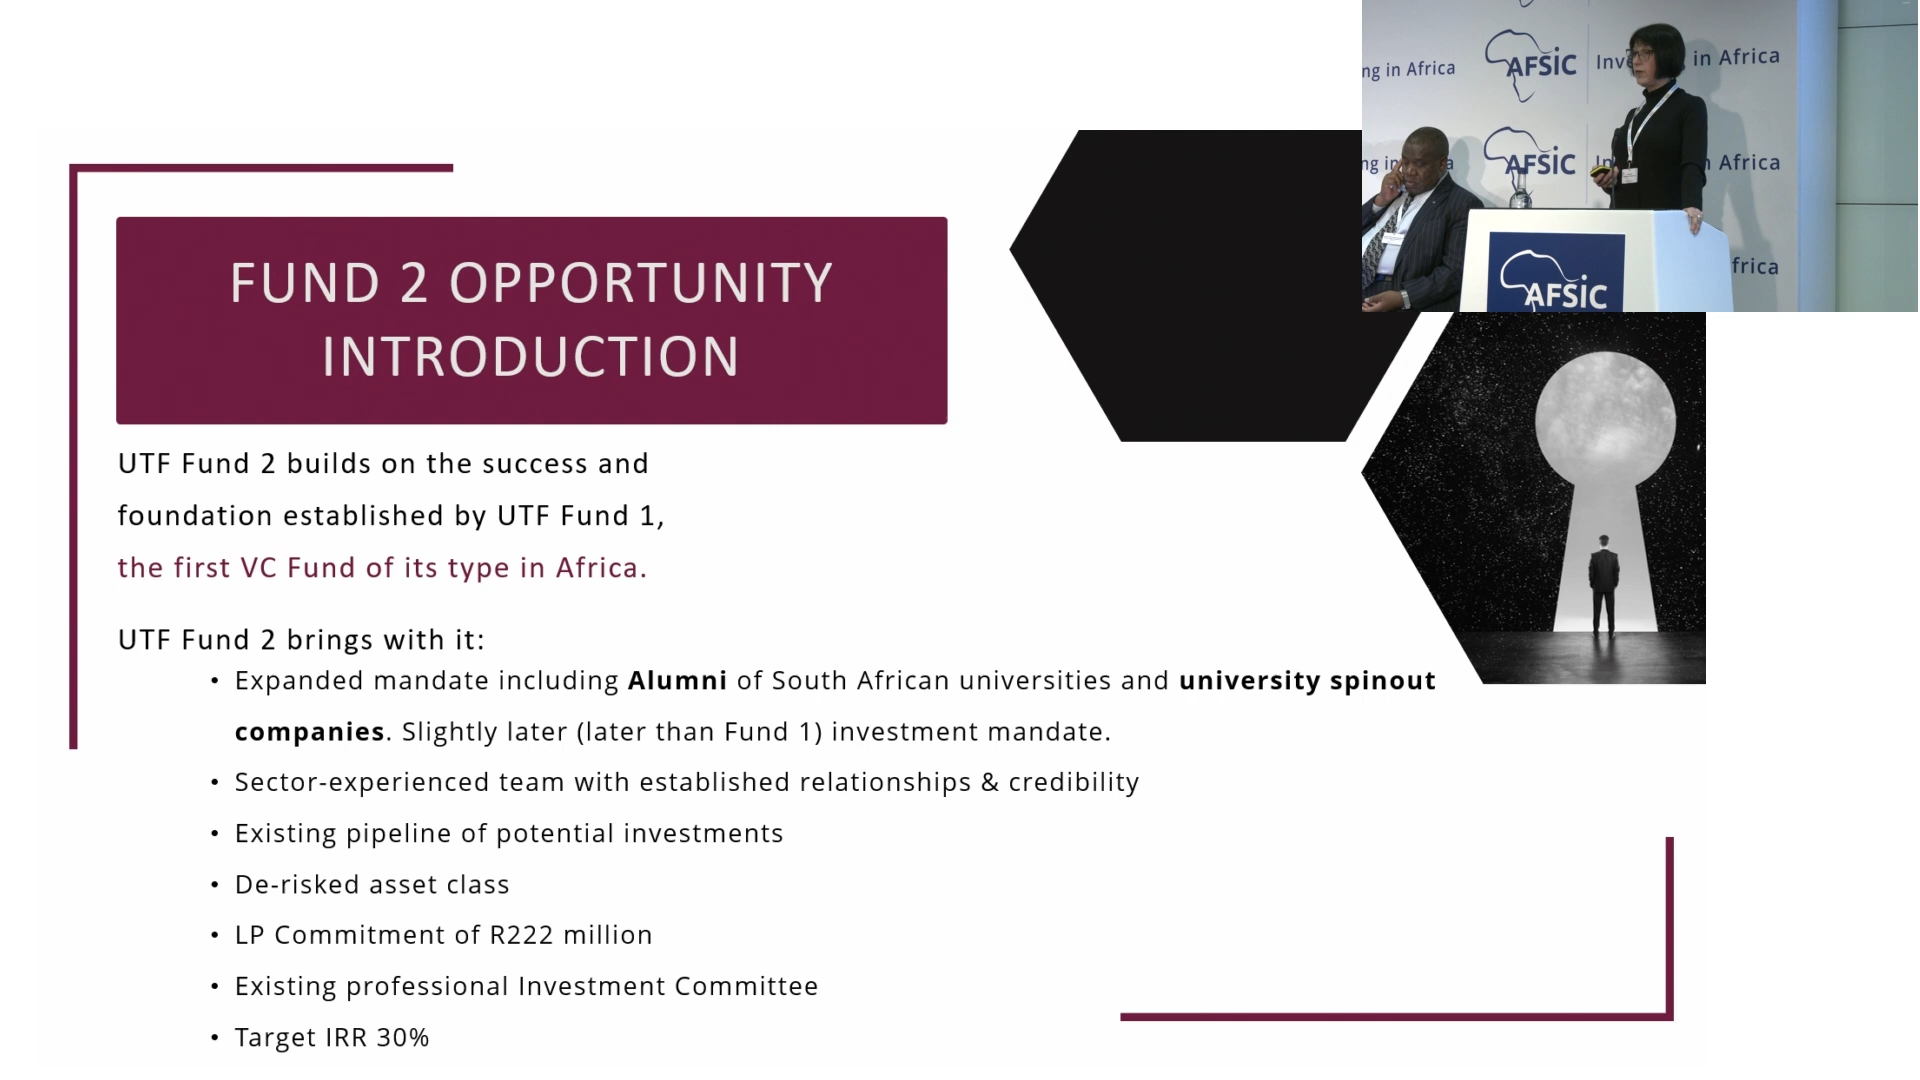 FUND 2 OPPORTUNITY
INTRODUCTION
UTF Fund 2 builds on the success and
foundation established by UTF Fund 1,
the first VC Fund of its type in Africa.
UTF Fund 2 brings with it:
• Expanded mandate including Alumni of South African universities and university spinout
companies. Slightly later (later than Fund 1) investment mandate.
• Sector-experienced team with established relationships & credibility
• Existing pipeline of potential investments
• De-risked asset class
• LP Commitment of R222 million
• Existing professional Investment Committee
• Target IRR 30%
ng in Africa
AFSIC
Inv
in Africa
AFSIC
Africa
frica
AFSIC